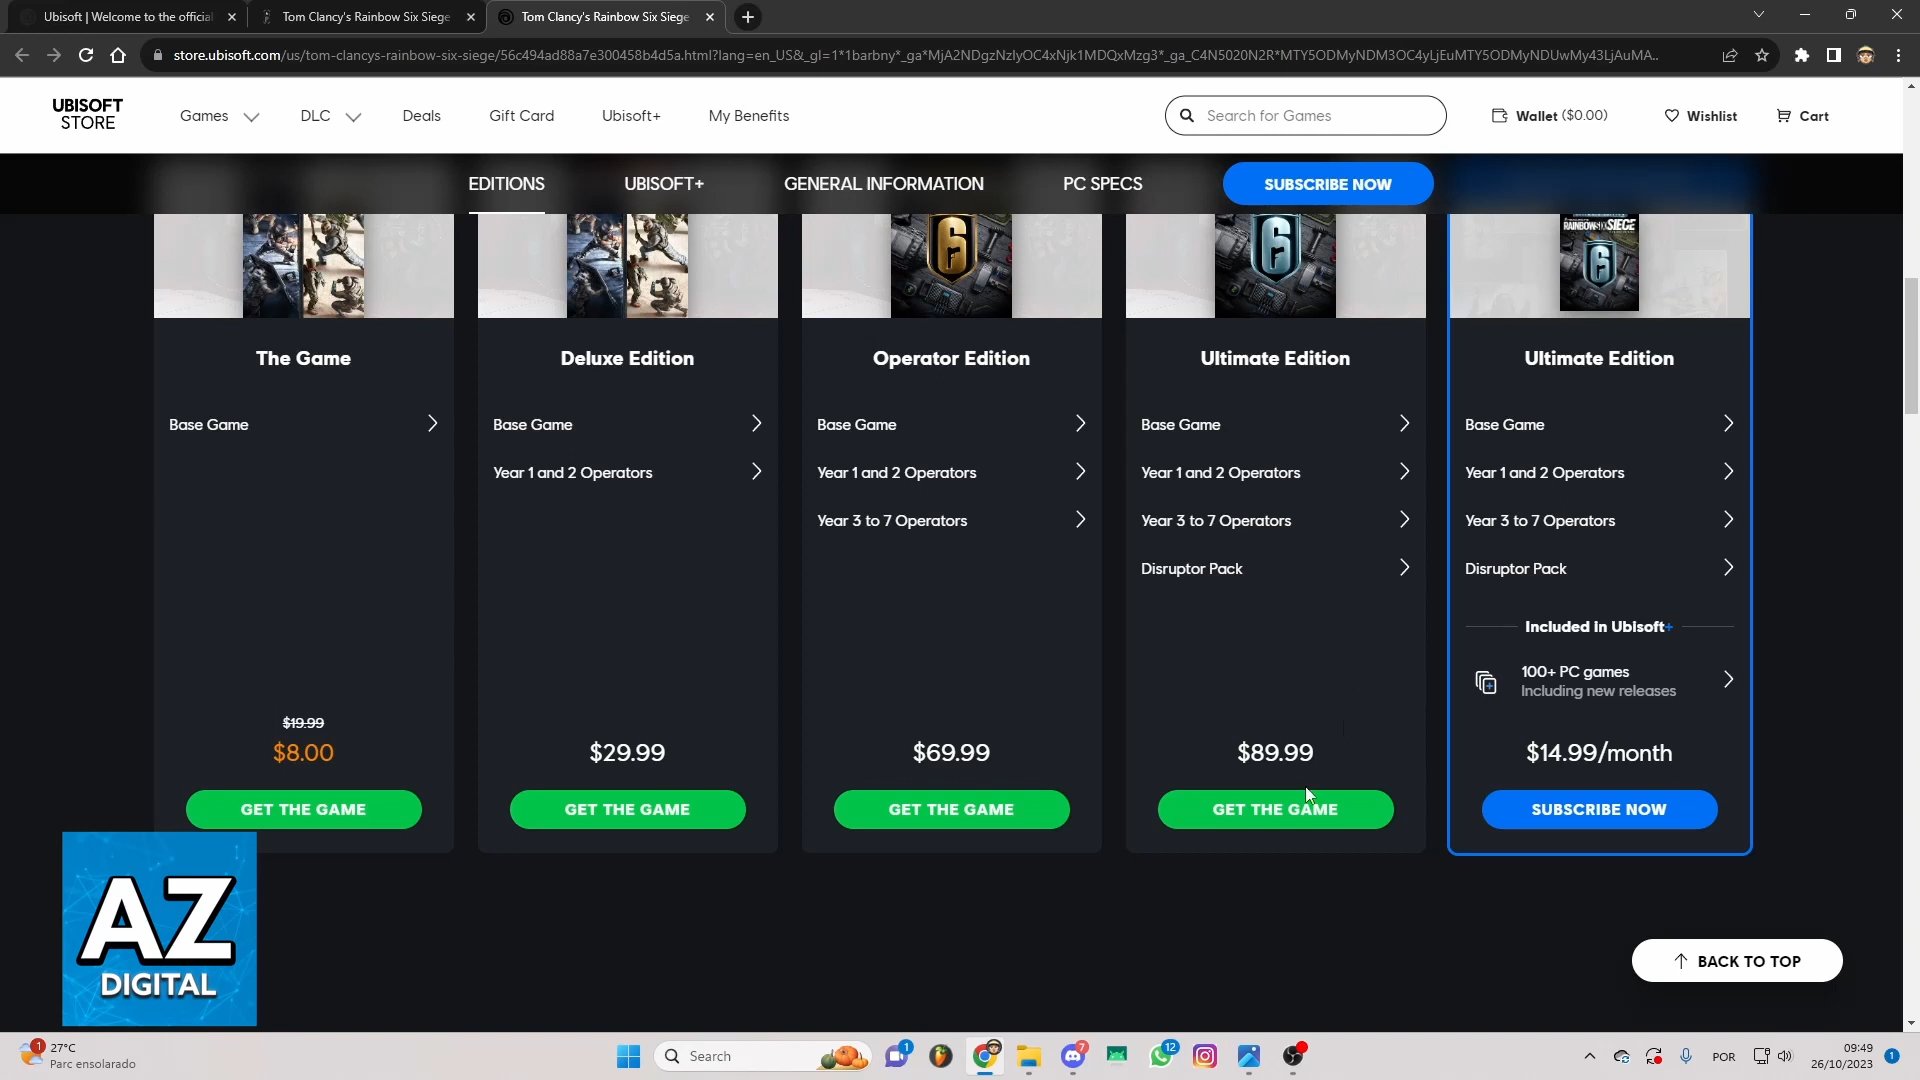 Ubisoft | Welcome to the official
Tom Clancy's Rainbow Six Siege
Tom Clancy's Rainbow Six Siege
store.ubisoft.com/us/tom-clancys-rainbow-six-siege/56c494ad88a7e300458b4d5a.html?lang=en_US&_gl=1*1barbny*_ga*MjA2NDgzNzIyOC4xNjk1MDQxMzg3*_ga_C4N5020N2R*MTY5ODMyNDM3OC4yLjEuMTY5ODMyNDUwMy43LjAuMA..
UBISOFT
STORE
Games
DLC
Deals
Gift Card
Ubisoft+
My Benefits
Search for Games
Wallet ($0.00)
Wishlist
Cart
EDITIONS
UBISOFT+
GENERAL INFORMATION
PC SPECS
SUBSCRIBE NOW
RAINBOW SIX SIEGE
The Game
Base Game
$19.99
$8.00
GET THE GAME
Deluxe Edition
Base Game
Year 1 and 2 Operators
$29.99
GET THE GAME
Operator Edition
Base Game
Year 1 and 2 Operators
Year 3 to 7 Operators
$69.99
GET THE GAME
Ultimate Edition
Base Game
Year 1 and 2 Operators
Year 3 to 7 Operators
Disruptor Pack
$89.99
GET THE GAME
Ultimate Edition
Base Game
Year 1 and 2 Operators
Year 3 to 7 Operators
Disruptor Pack
Included in Ubisoft+
100+ PC games
Including new releases
$14.99/month
SUBSCRIBE NOW
AZ
DIGITAL
BACK TO TOP
1
27°C
Parc ensolarado
Search
1
7
12
POR
09:49
26/10/2023
1